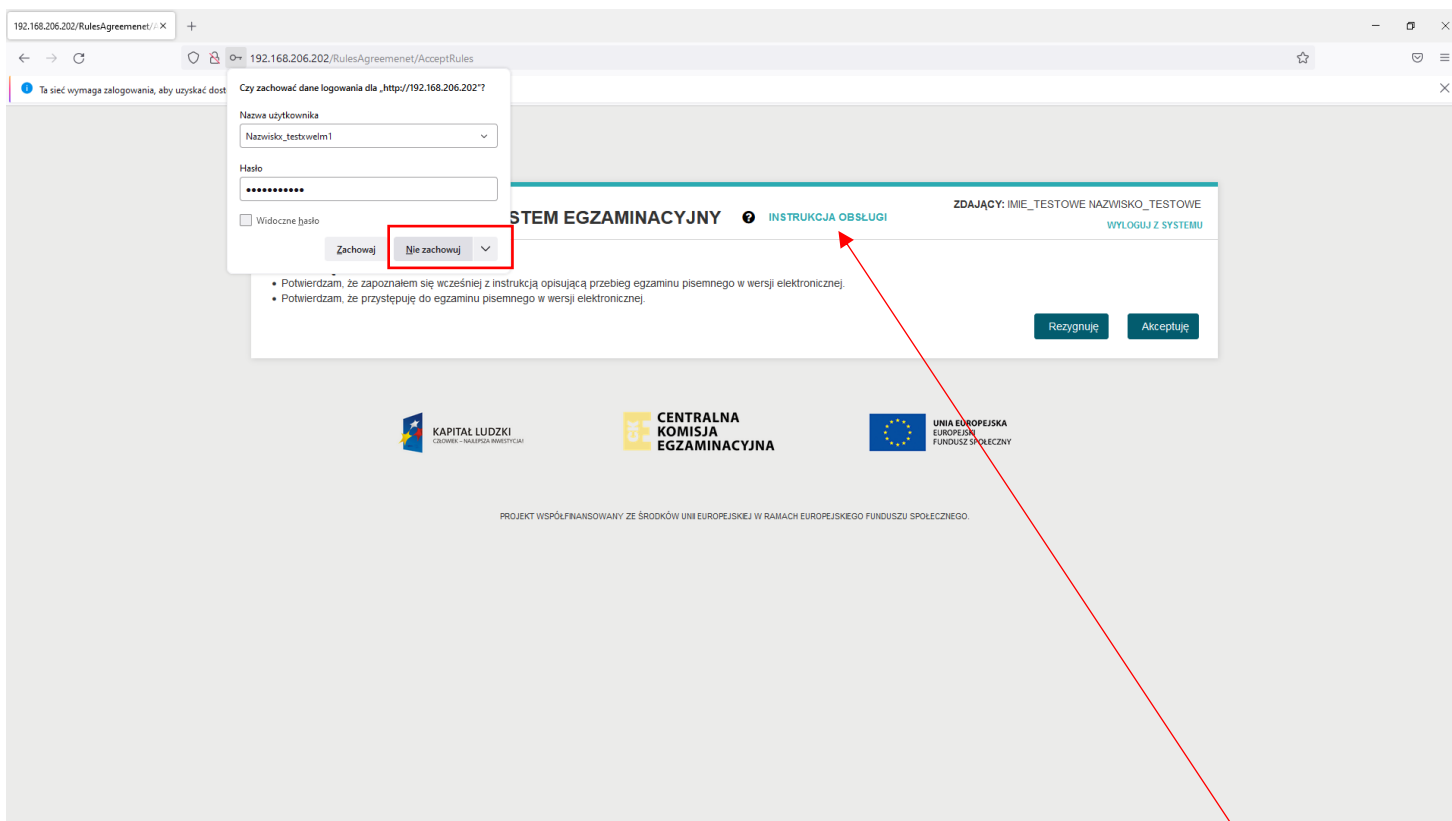 192.168.206.202/RulesAgreemenet/A
192.168.206.202/RulesAgreemenet/AcceptRules
Ta sieć wymaga zalogowania, aby uzyskać dost
Czy zachować dane logowania dla „http://192.168.206.202”?
Nazwa użytkownika
Nazwiskx_testxwelm1
Hasło
•••••••••••
Widoczne hasło
Zachowaj
Nie zachowuj
STEM EGZAMINACYJNY
INSTRUKCJA OBSŁUGI
ZDAJĄCY: IMIE_TESTOWE NAZWISKO_TESTOWE
WYLOGUJ Z SYSTEMU
• Potwierdzam, że zapoznałem się wcześniej z instrukcją opisującą przebieg egzaminu pisemnego w wersji elektronicznej.
• Potwierdzam, że przystępuję do egzaminu pisemnego w wersji elektronicznej.
Rezygnuję
Akceptuję
KAPITAŁ LUDZKI
CZŁOWIEK – NAJLEPSZA INWESTYCJA!
CKE
CENTRALNA
KOMISJA
EGZAMINACYJNA
UNIA EUROPEJSKA
EUROPEJSKI
FUNDUSZ SPOŁECZNY
PROJEKT WSPÓŁFINANSOWANY ZE ŚRODKÓW UNII EUROPEJSKIEJ W RAMACH EUROPEJSKIEGO FUNDUSZU SPOŁECZNEGO.